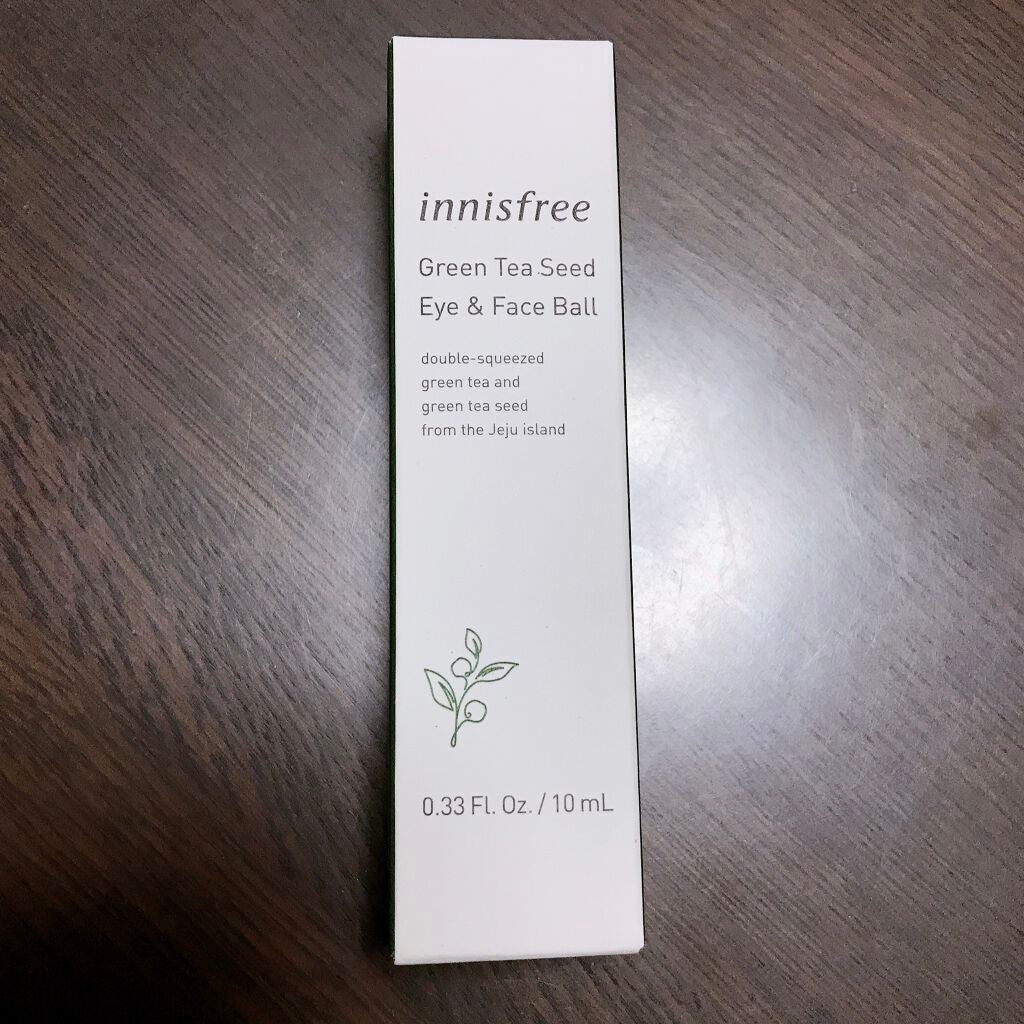 innisfree
Green Tea Seed
Eye & Face Ball
double-squeezed
green tea and
green tea seed
from the Jeju island
0.33 Fl. Oz. / 10 mL